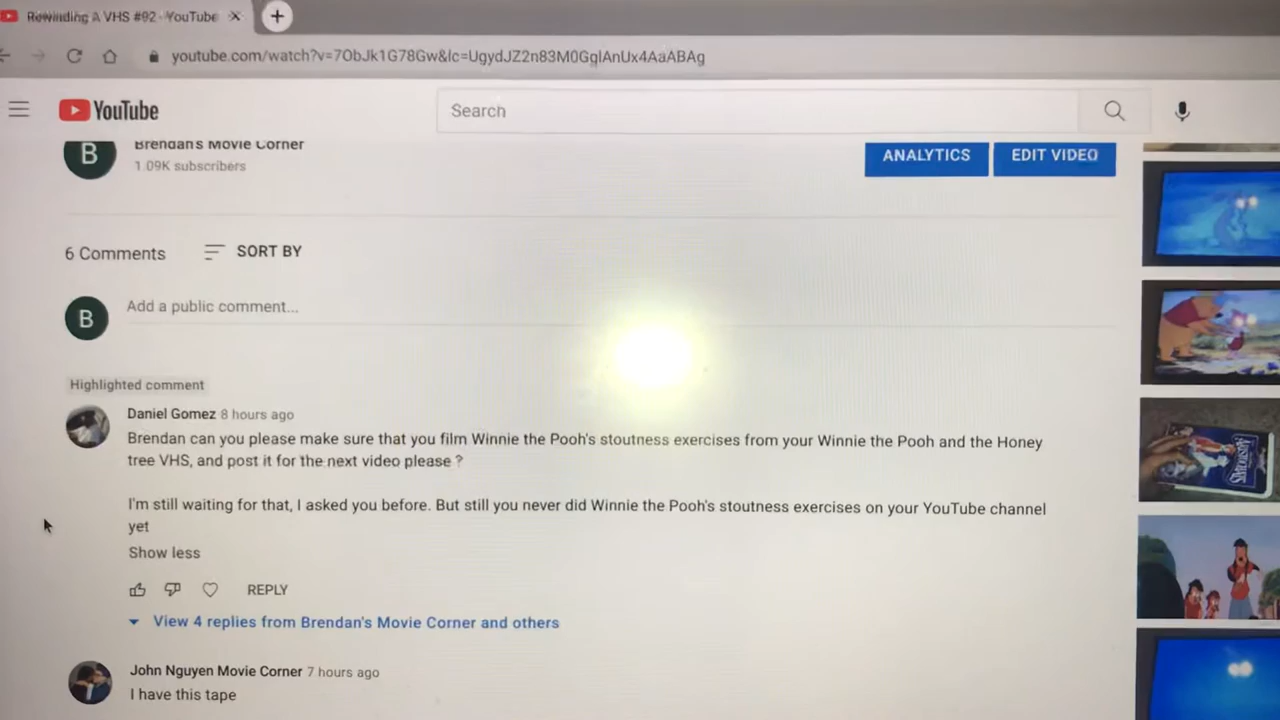 Rewinding A VHS #92 - YouTube
youtube.com/watch?v=7ObJk1G78Gw&lc=UgydJZ2n83M0GqlAnUx4AaABAg
YouTube
Search
B
Brendan's Movie Corner
1.09K subscribers
ANALYTICS
EDIT VIDEO
6 Comments
SORT BY
B
Add a public comment...
Highlighted comment
Daniel Gomez 8 hours ago
Brendan can you please make sure that you film Winnie the Pooh's stoutness exercises from your Winnie the Pooh and the Honey
tree VHS, and post it for the next video please ?
I'm still waiting for that, I asked you before. But still you never did Winnie the Pooh's stoutness exercises on your YouTube channel
yet
Show less
REPLY
View 4 replies from Brendan's Movie Corner and others
John Nguyen Movie Corner 7 hours ago
I have this tape